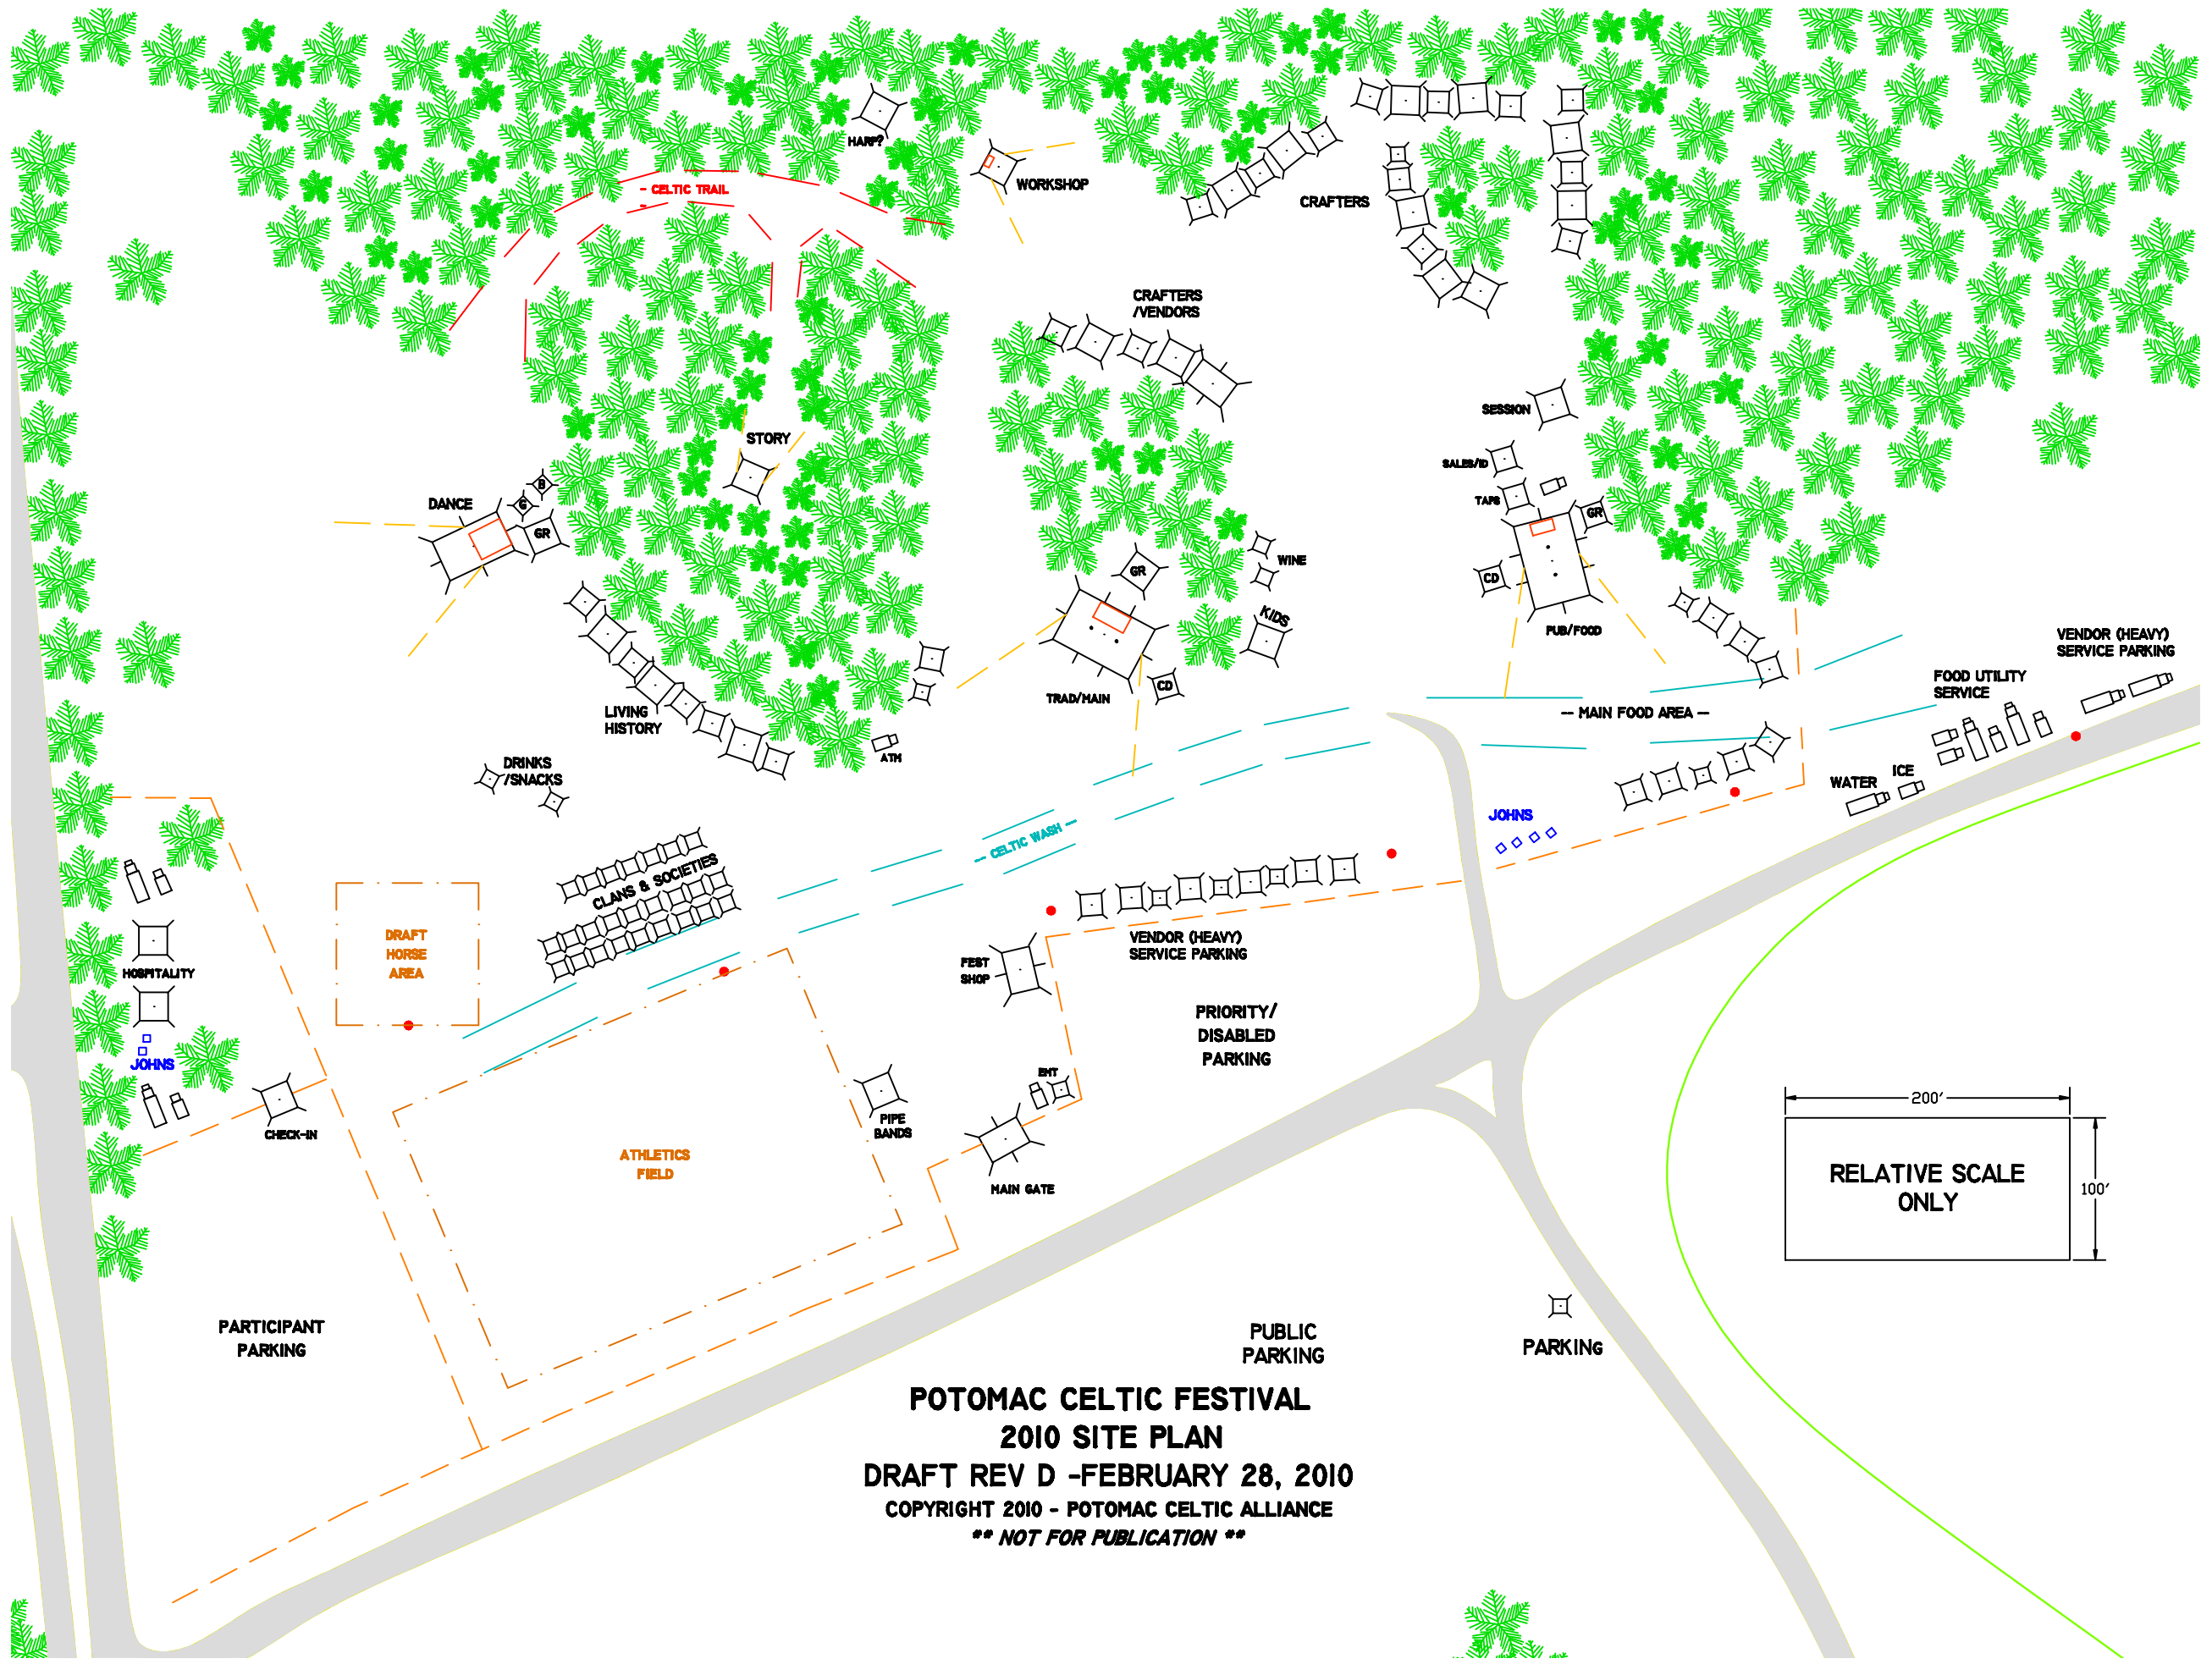 HARP?
- CELTIC TRAIL
-
WORKSHOP
CRAFTERS
CRAFTERS
/VENDORS
SESSION
STORY
SALES/ID
TAPS
DANCE
B
G
GR
GR
GR
WINE
CD
KIDS
PUB/FOOD
VENDOR (HEAVY)
SERVICE PARKING
FOOD UTILITY
SERVICE
CD
TRAD/MAIN
LIVING
HISTORY
-- MAIN FOOD AREA --
ATM
DRINKS
/SNACKS
WATER
ICE
JOHNS
-- CELTIC WASH --
CLANS & SOCIETIES
DRAFT
HORSE
AREA
VENDOR (HEAVY)
SERVICE PARKING
FEST
SHOP
HOSPITALITY
PRIORITY/
DISABLED
PARKING
JOHNS
EMT
CHECK-IN
PIPE
BANDS
ATHLETICS
FIELD
MAIN GATE
200'
RELATIVE SCALE
ONLY
100'
PARTICIPANT
PARKING
PUBLIC
PARKING
PARKING
POTOMAC CELTIC FESTIVAL
2010 SITE PLAN
DRAFT REV D -FEBRUARY 28, 2010
COPYRIGHT 2010 - POTOMAC CELTIC ALLIANCE
** NOT FOR PUBLICATION **